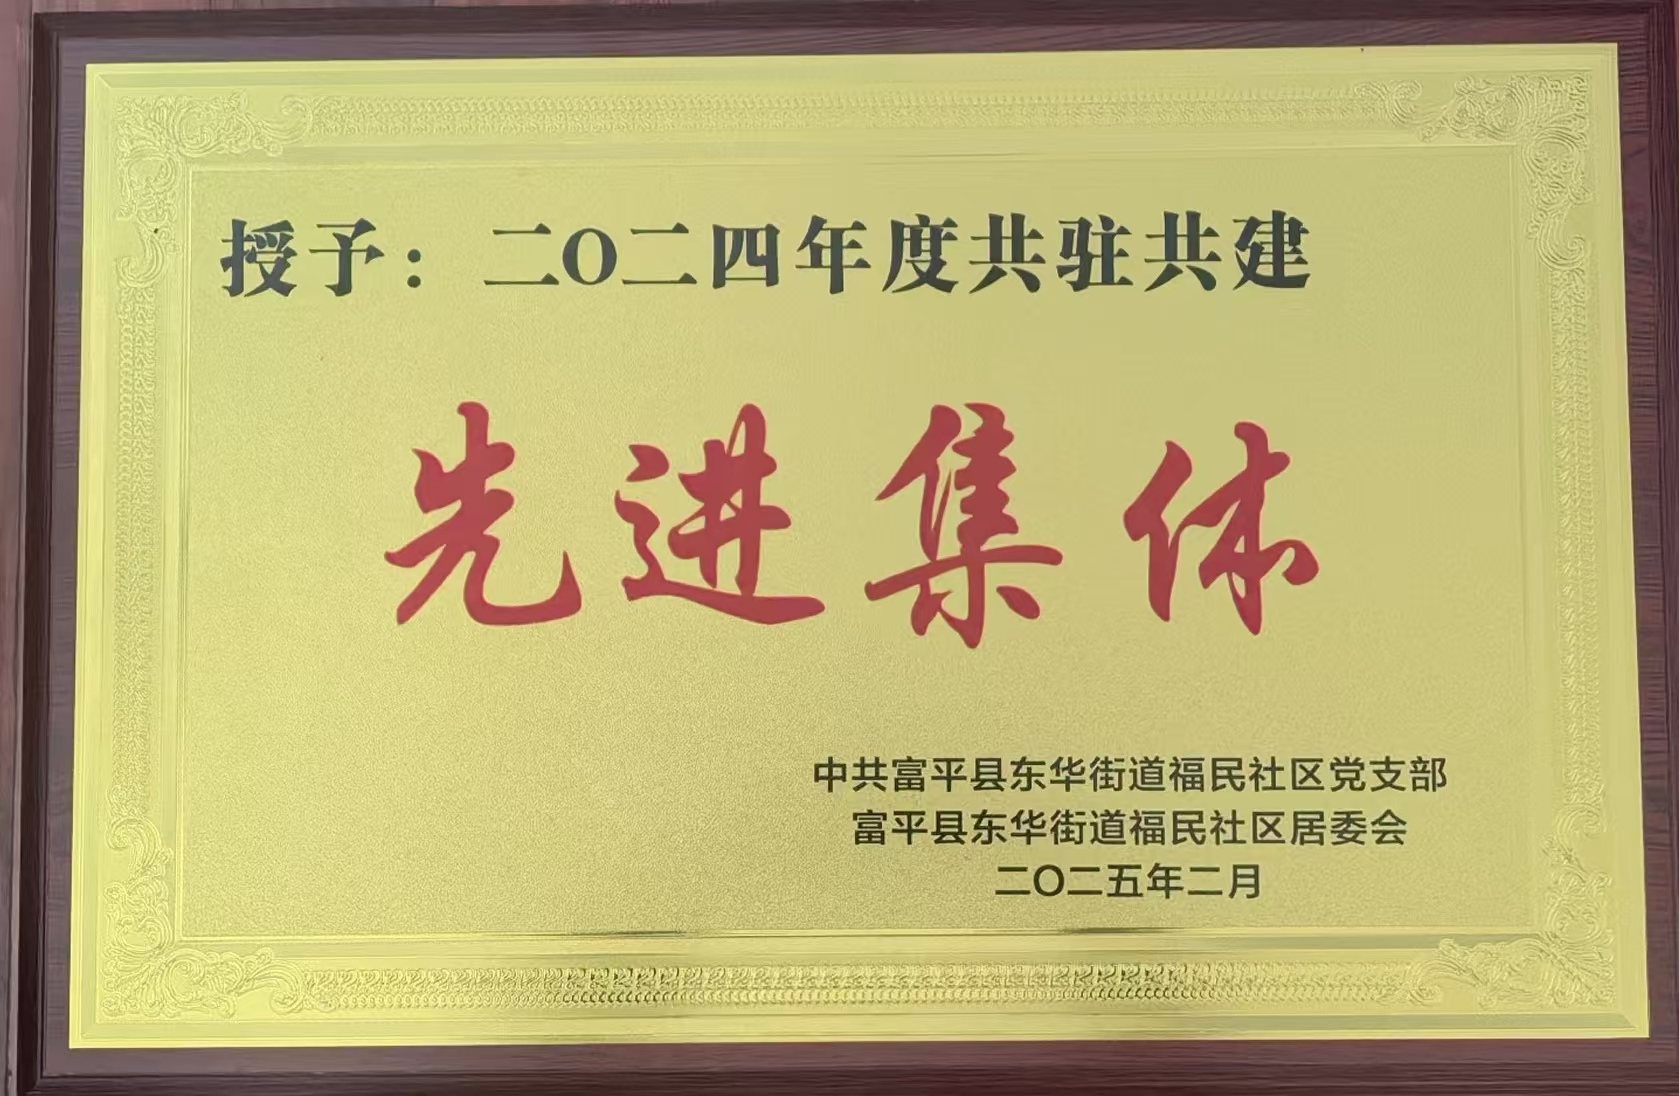 授予：二〇二四年度共驻共建
先进集体
中共富平县东华街道福民社区党支部
富平县东华街道福民社区居委会
二〇二五年二月